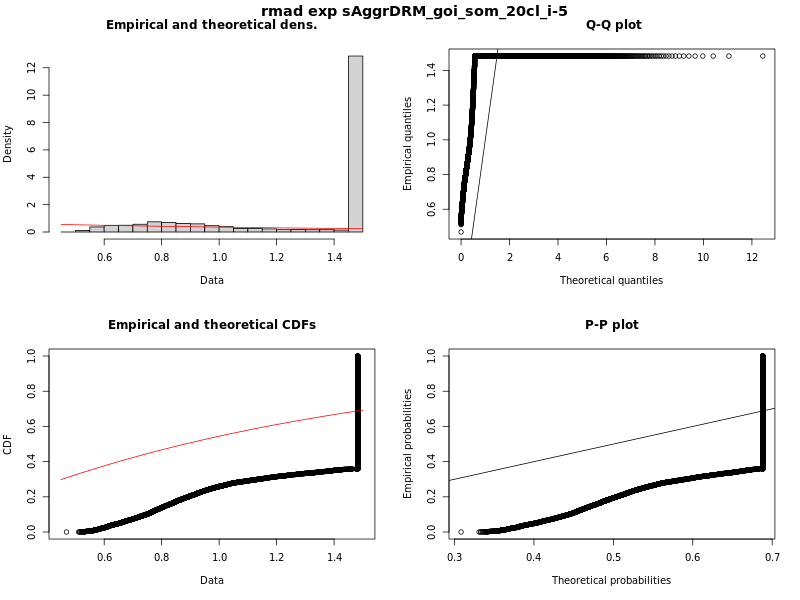 rmad exp sAggrDRM_goi_som_20cl_i-5
Empirical and theoretical dens.
Density
0 2 4 6 8 10 12
0.6 0.8 1.0 1.2 1.4
Data
Q-Q plot
Empirical quantiles
0.6 0.8 1.0 1.2 1.4
0 2 4 6 8 10 12
Theoretical quantiles
Empirical and theoretical CDFs
CDF
0.0 0.2 0.4 0.6 0.8 1.0
0.6 0.8 1.0 1.2 1.4
Data
P-P plot
Empirical probabilities
0.0 0.2 0.4 0.6 0.8 1.0
0.3 0.4 0.5 0.6 0.7
Theoretical probabilities